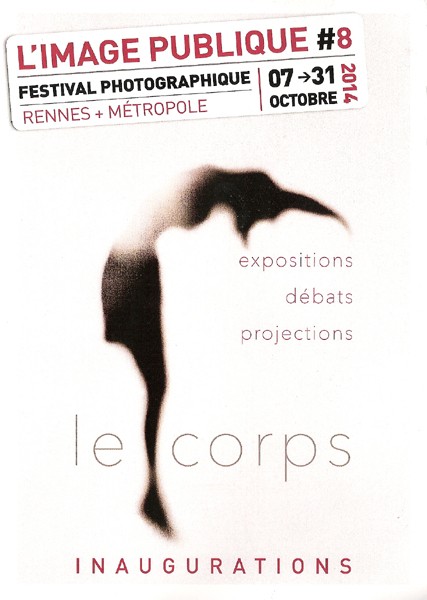 L'IMAGE PUBLIQUE #8
FESTIVAL PHOTOGRAPHIQUE
RENNES + MÉTROPOLE
07→31
OCTOBRE
2014
expositions
débats
projections
le corps
INAUGURATIONS